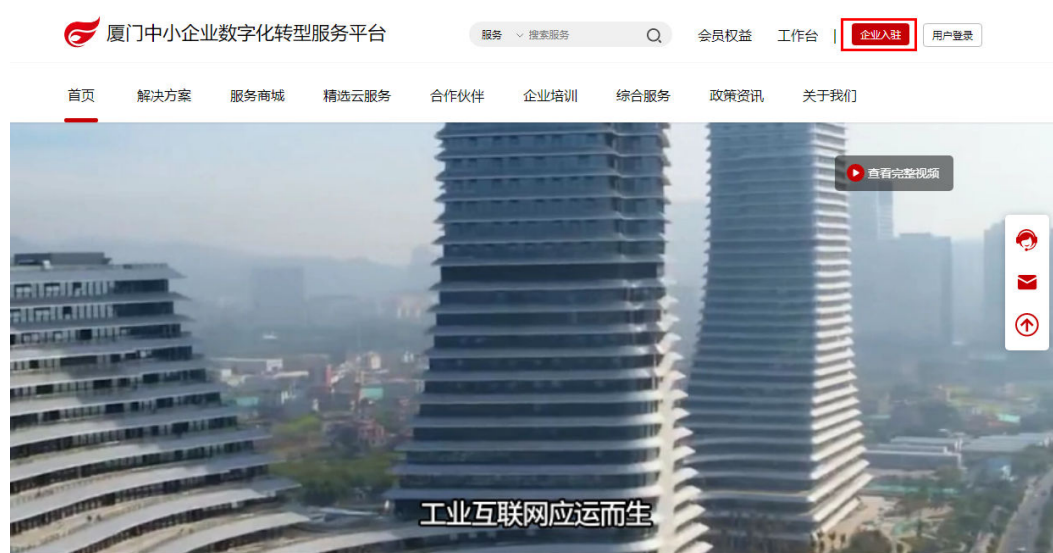 厦门中小企业数字化转型服务平台
服务 搜索服务 会员权益 工作台 | 企业入驻 用户登录
首页 解决方案 服务商城 精选云服务 合作伙伴 企业培训 综合服务 政策资讯 关于我们
查看完整视频
工业互联网应运而生